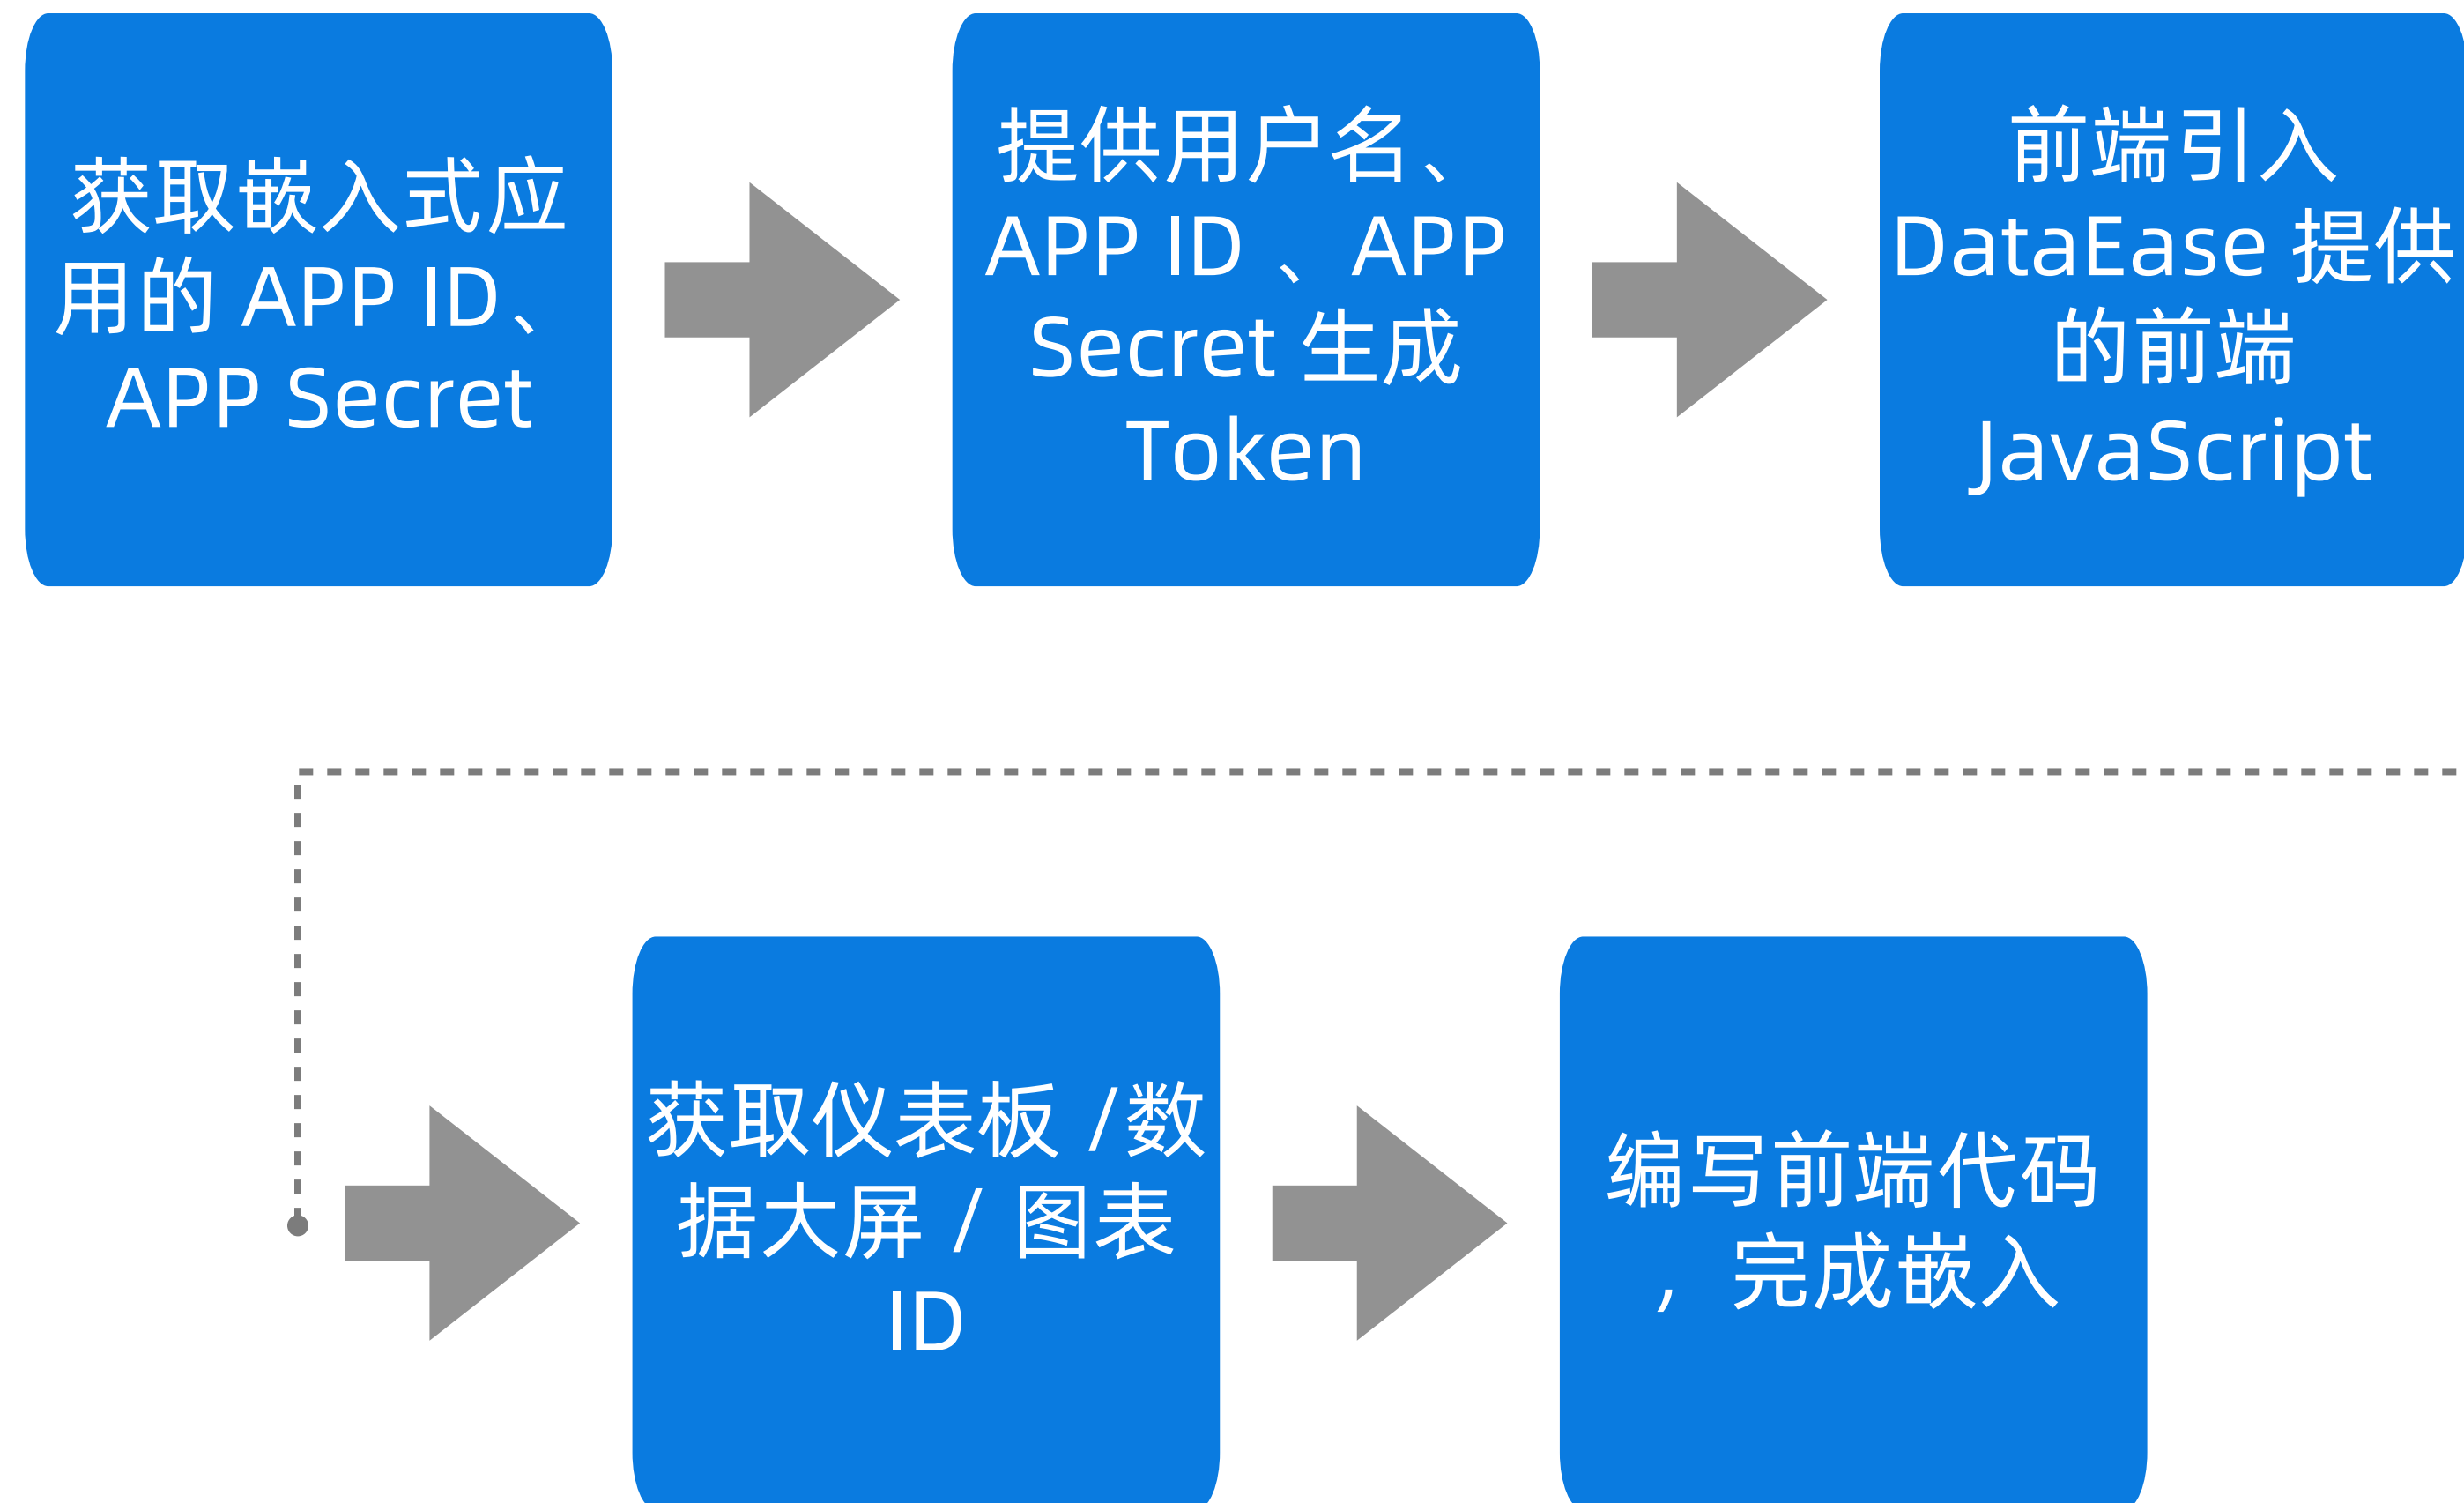 获取嵌入式应
用的 APP ID、
APP Secret
提供用户名、
APP ID、APP
Secret 生成
Token
前端引入
DataEase 提供
的前端
JavaScript
获取仪表板 /数
据大屏 / 图表
ID
编写前端代码
，完成嵌入